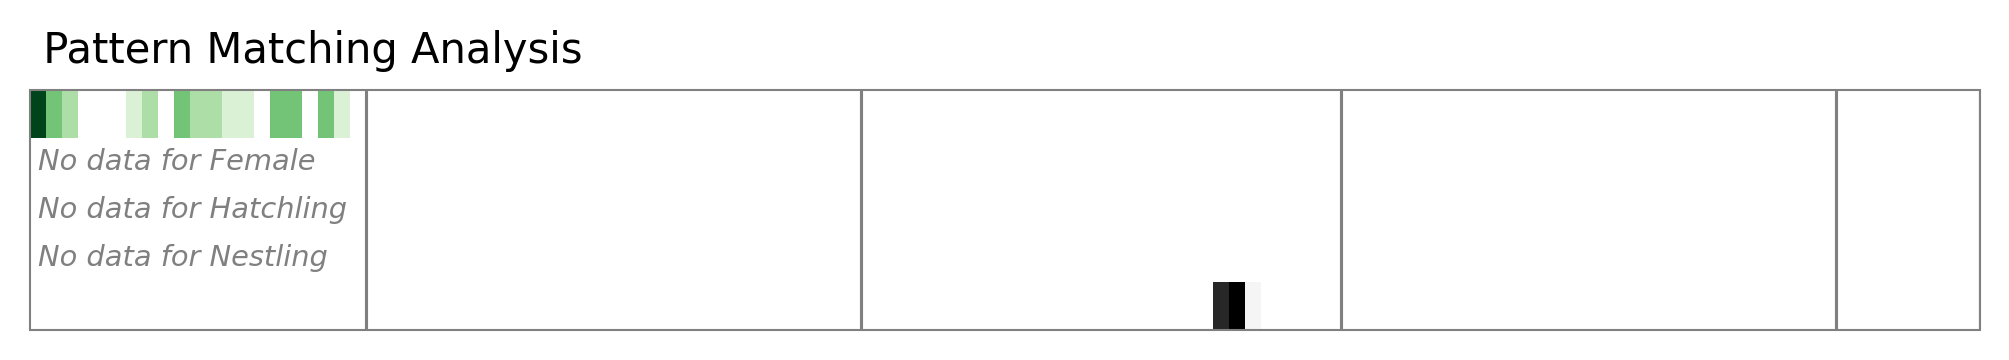 Pattern Matching Analysis
No data for Female
No data for Hatchling
No data for Nestling